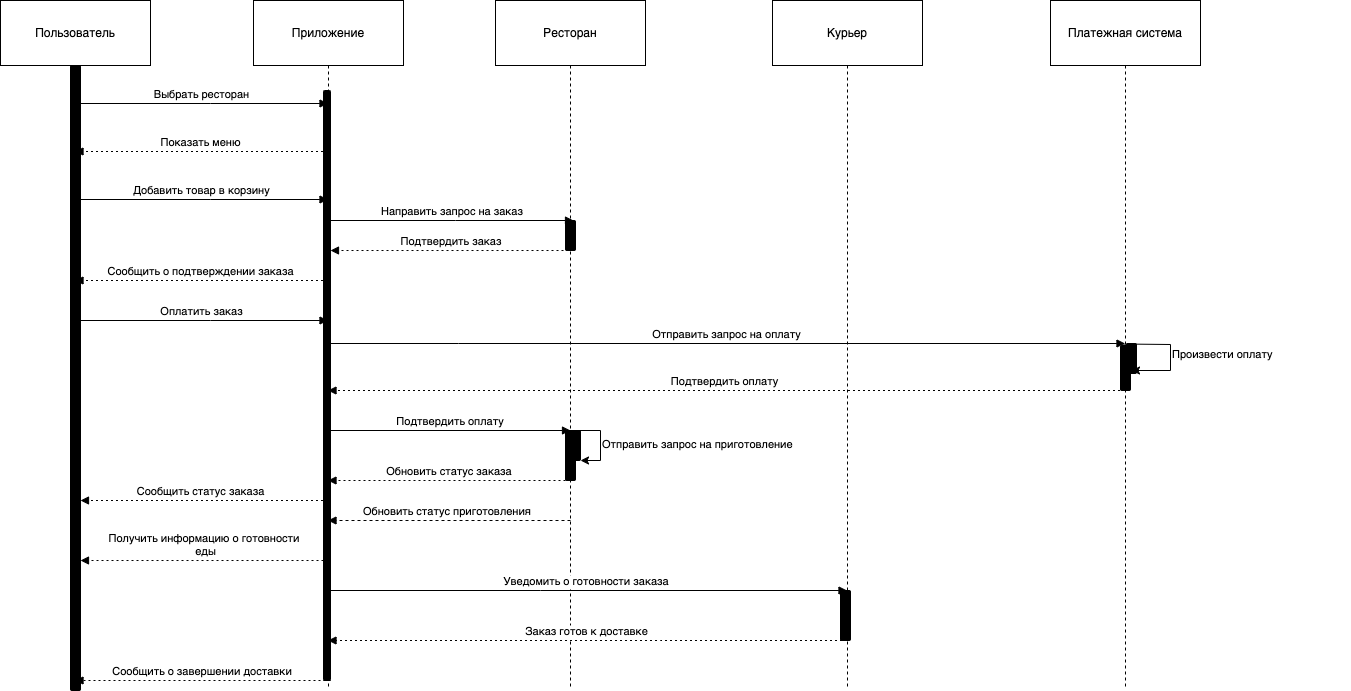 Пользователь
Приложение
Ресторан
Курьер
Платежная система
Выбрать ресторан
Показать меню
Добавить товар в корзину
Направить запрос на заказ
Подтвердить заказ
Сообщить о подтверждении заказа
Оплатить заказ
Отправить запрос на оплату
Произвести оплату
Подтвердить оплату
Подтвердить оплату
Отправить запрос на приготовление
Обновить статус заказа
Сообщить статус заказа
Обновить статус приготовления
Получить информацию о готовности
еды
Уведомить о готовности заказа
Заказ готов к доставке
Сообщить о завершении доставки